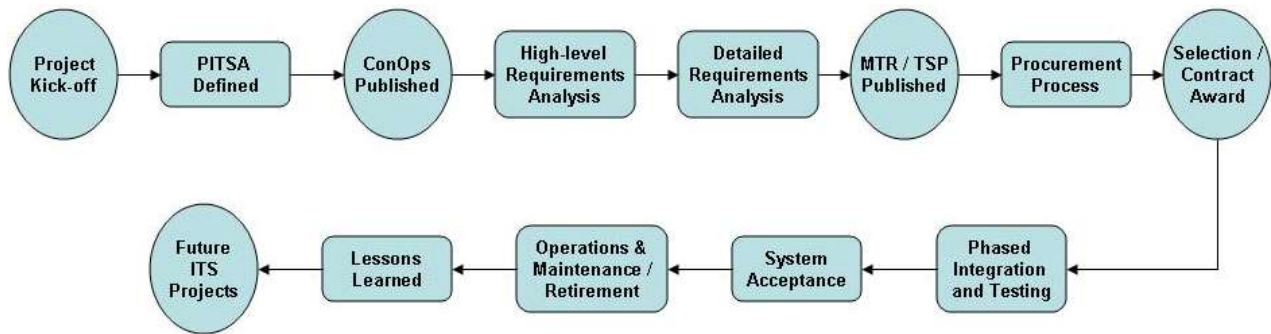 Project
Kick-off
PITSA
Defined
ConOps
Published
High-level
Requirements
Analysis
Detailed
Requirements
Analysis
MTR / TSP
Published
Procurement
Process
Selection /
Contract
Award
Phased
Integration
and Testing
System
Acceptance
Operations &
Maintenance /
Retirement
Lessons
Learned
Future
ITS
Projects